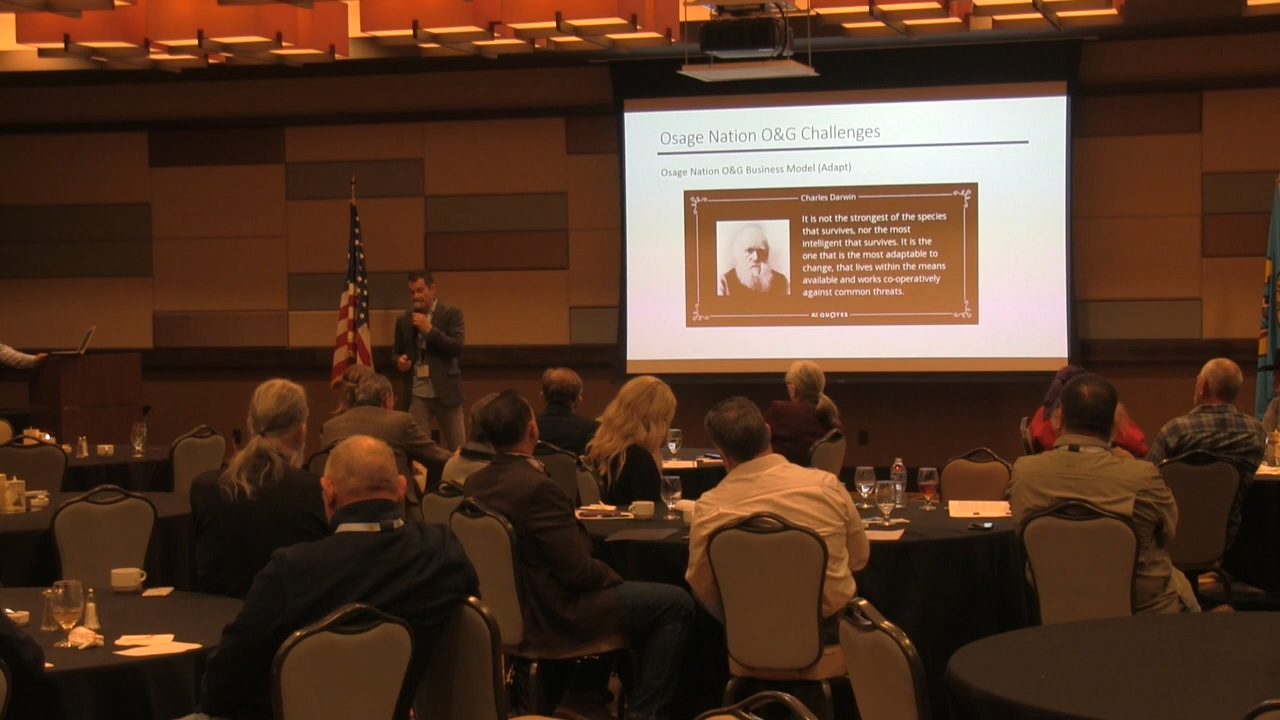 Osage Nation O&G Challenges
Osage Nation O&G Business Model (Adapt)
Charles Darwin
It is not the strongest of the species
that survives, nor the most
intelligent that survives. It is the
one that is the most adaptable to
change, that lives within the means
available and works co-operatively
against common threats.
AZ QUOTES